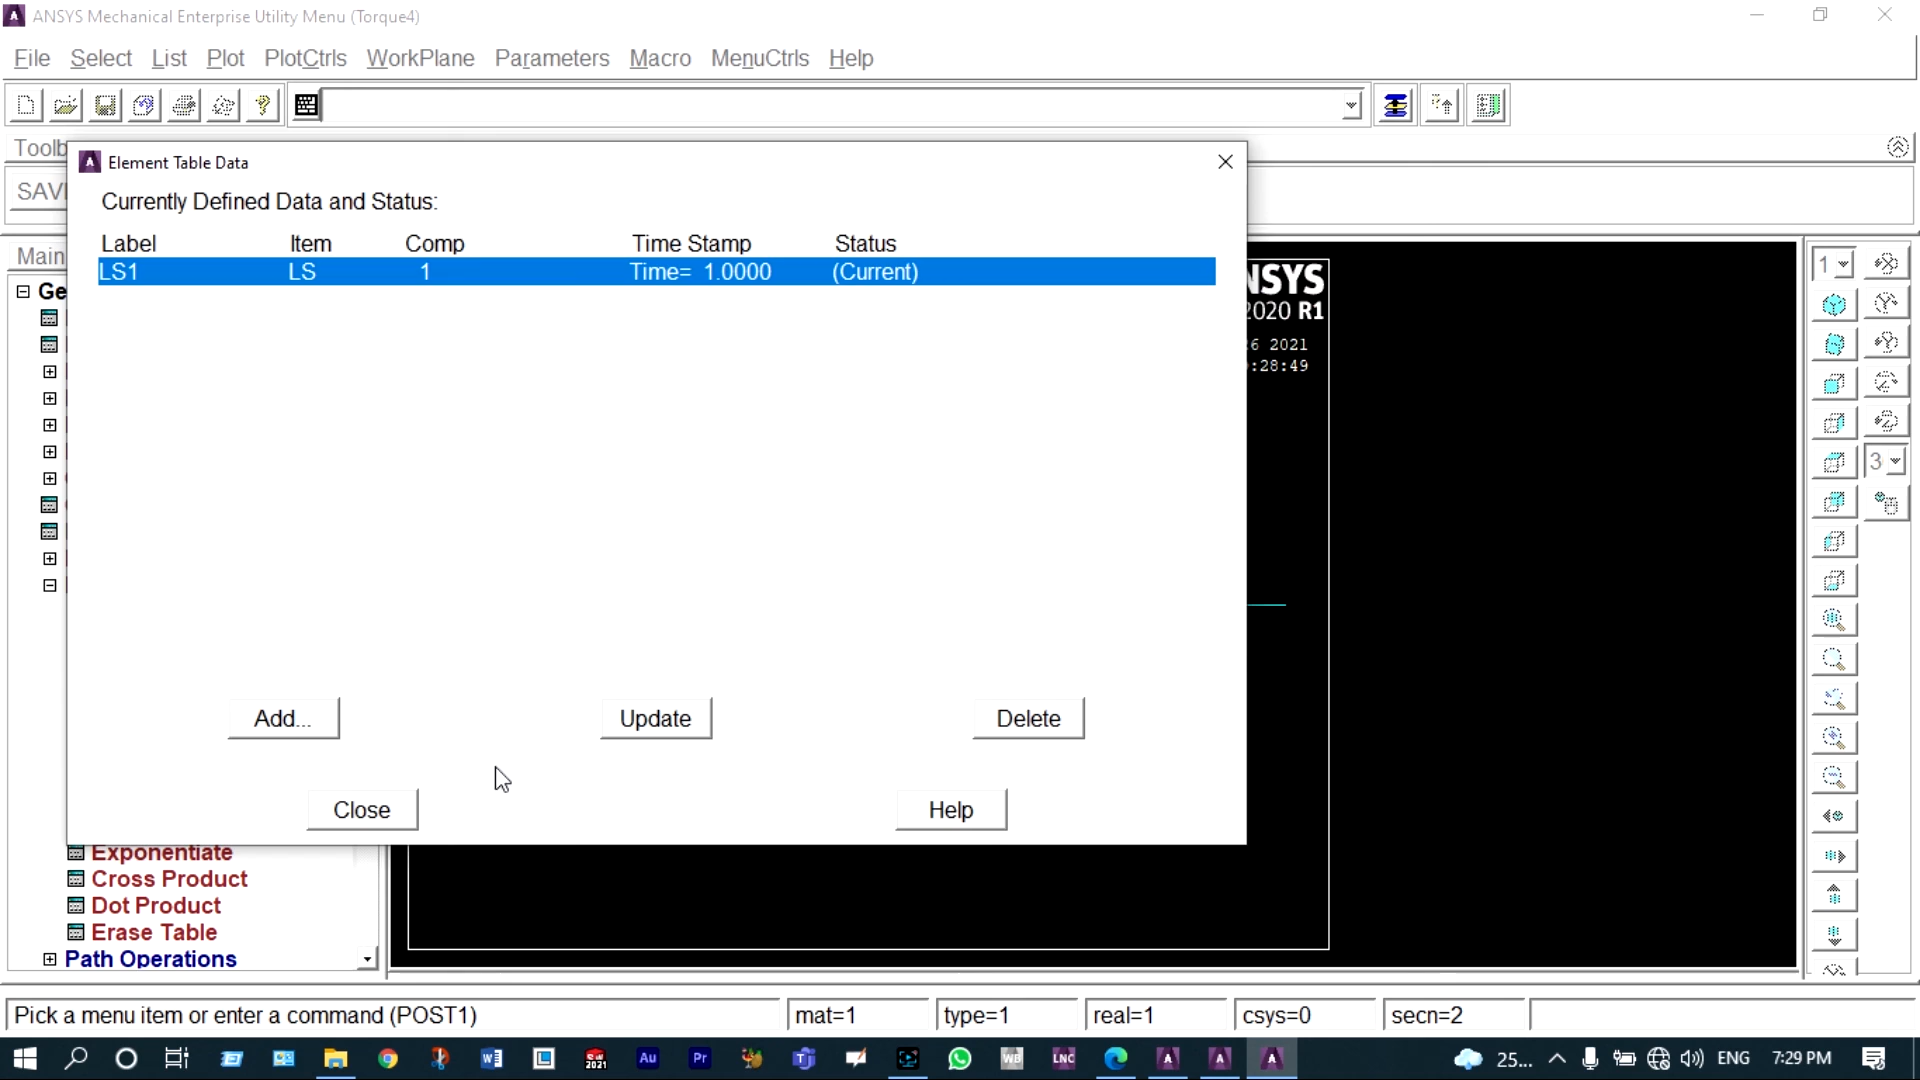 ANSYS Mechanical Enterprise Utility Menu (Torque4)
File Select List Plot PlotCtrls WorkPlane Parameters Macro MenuCtrls Help
Toolb
Element Table Data
SAV
Currently Defined Data and Status:
Label Item Comp Time Stamp Status
LS1 LS 1 Time= 1.0000 (Current)
Main
1
Ge
NSYS
2020 R1
6 2021
:28:49
3
Add... Update Delete
Close Help
Exponentiate
Cross Product
Dot Product
Erase Table
Path Operations
Pick a menu item or enter a command (POST1) mat=1 type=1 real=1 csys=0 secn=2
25... ENG 7:29 PM